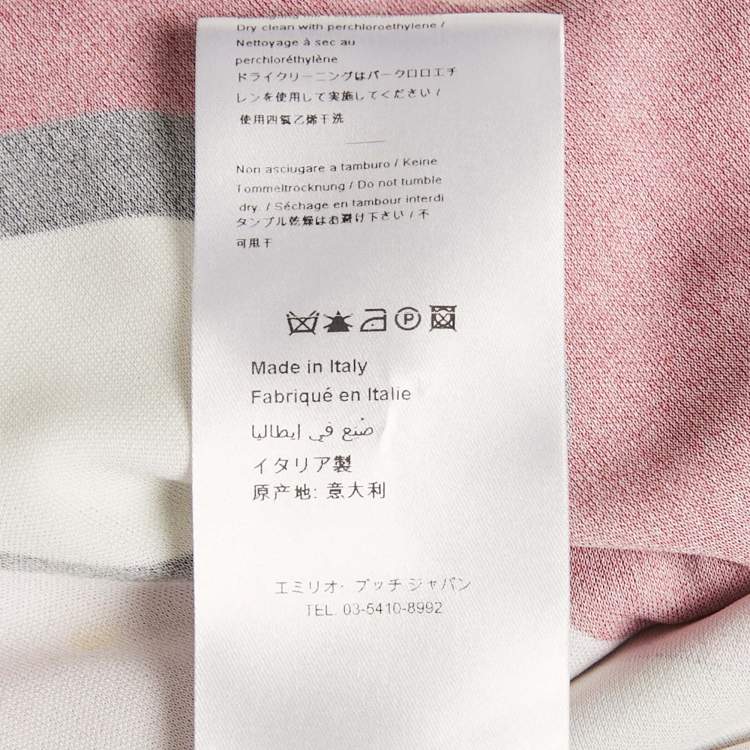 Dry clean with perchloroethylene /
Nettoyage à sec au
perchloréthylène
ドライクリーニングはパークロロエチ
レンを使用して実施してください /
使用四氯乙烯干洗
Non asciugare a tamburo / Keine
Tommeltrocknung / Do not tumble
dry. / Séchage en tambour interdi
タンブル乾燥はお避け下さい / 不
可甩干
P
Made in Italy
Fabriqué en Italie
صُنع في ايطاليا
イタリア製
原产地: 意大利
エミリオ・プッチ ジャパン
TEL. 03-5410-8992